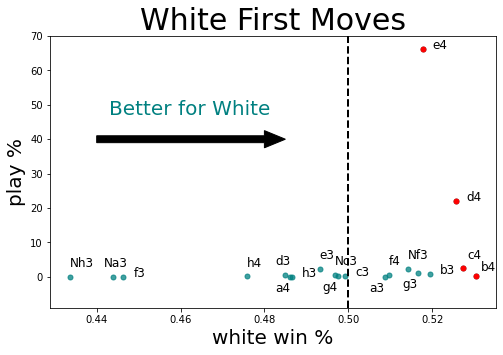 White First Moves
70
60
50
40
30
20
10
0
play %
Better for White
e4
d4
Nh3
Na3
f3
h4
d3
a4
h3
e3
g4
Nc3
c3
a3
f4
Nf3
g3
b3
c4
b4
0.44
0.46
0.48
0.50
0.52
white win %